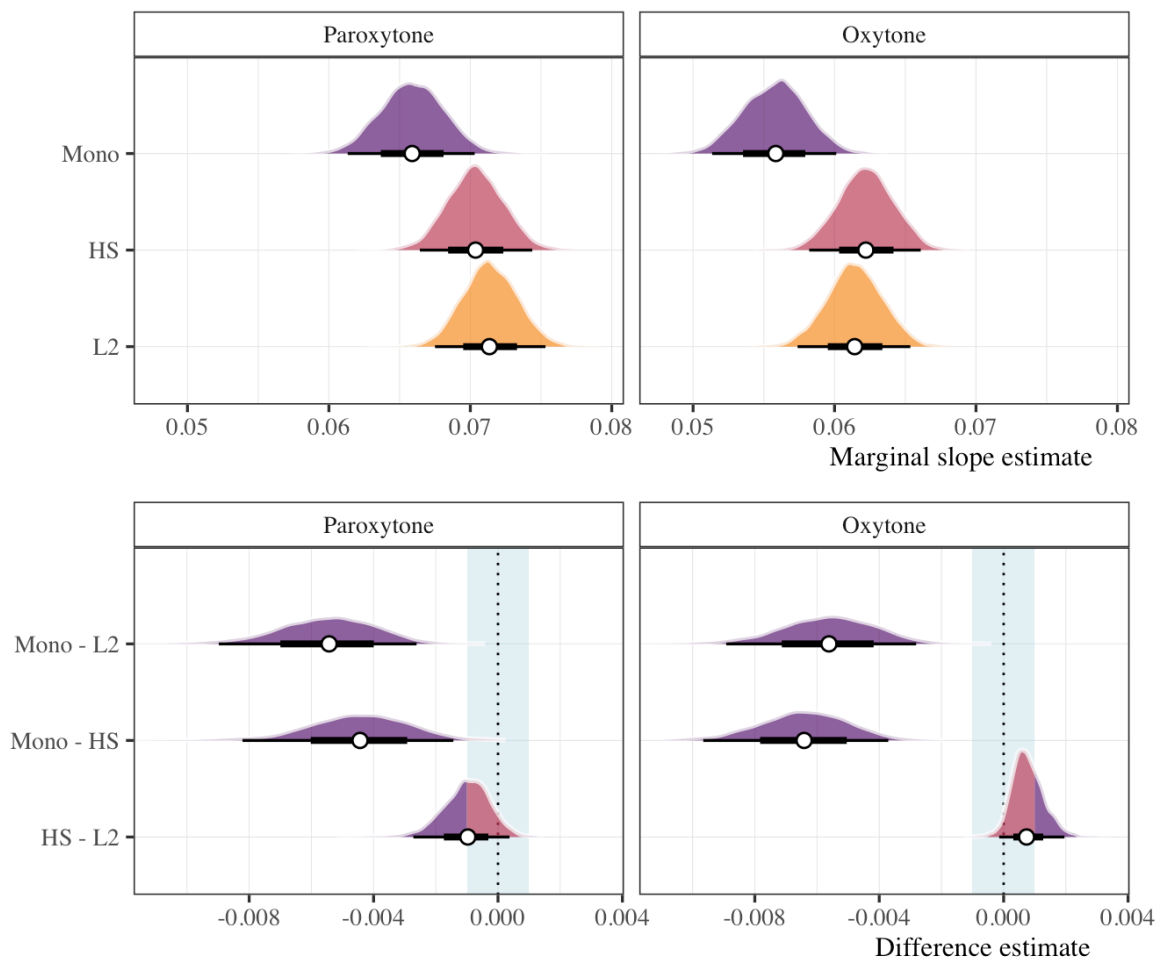 Paroxytone Oxytone
Mono
HS
L2
0.05 0.06 0.07 0.08 0.05 0.06 0.07 0.08
Marginal slope estimate
Paroxytone Oxytone
Mono - L2
Mono - HS
HS - L2
-0.008 -0.004 0.000 0.004 -0.008 -0.004 0.000 0.004
Difference estimate